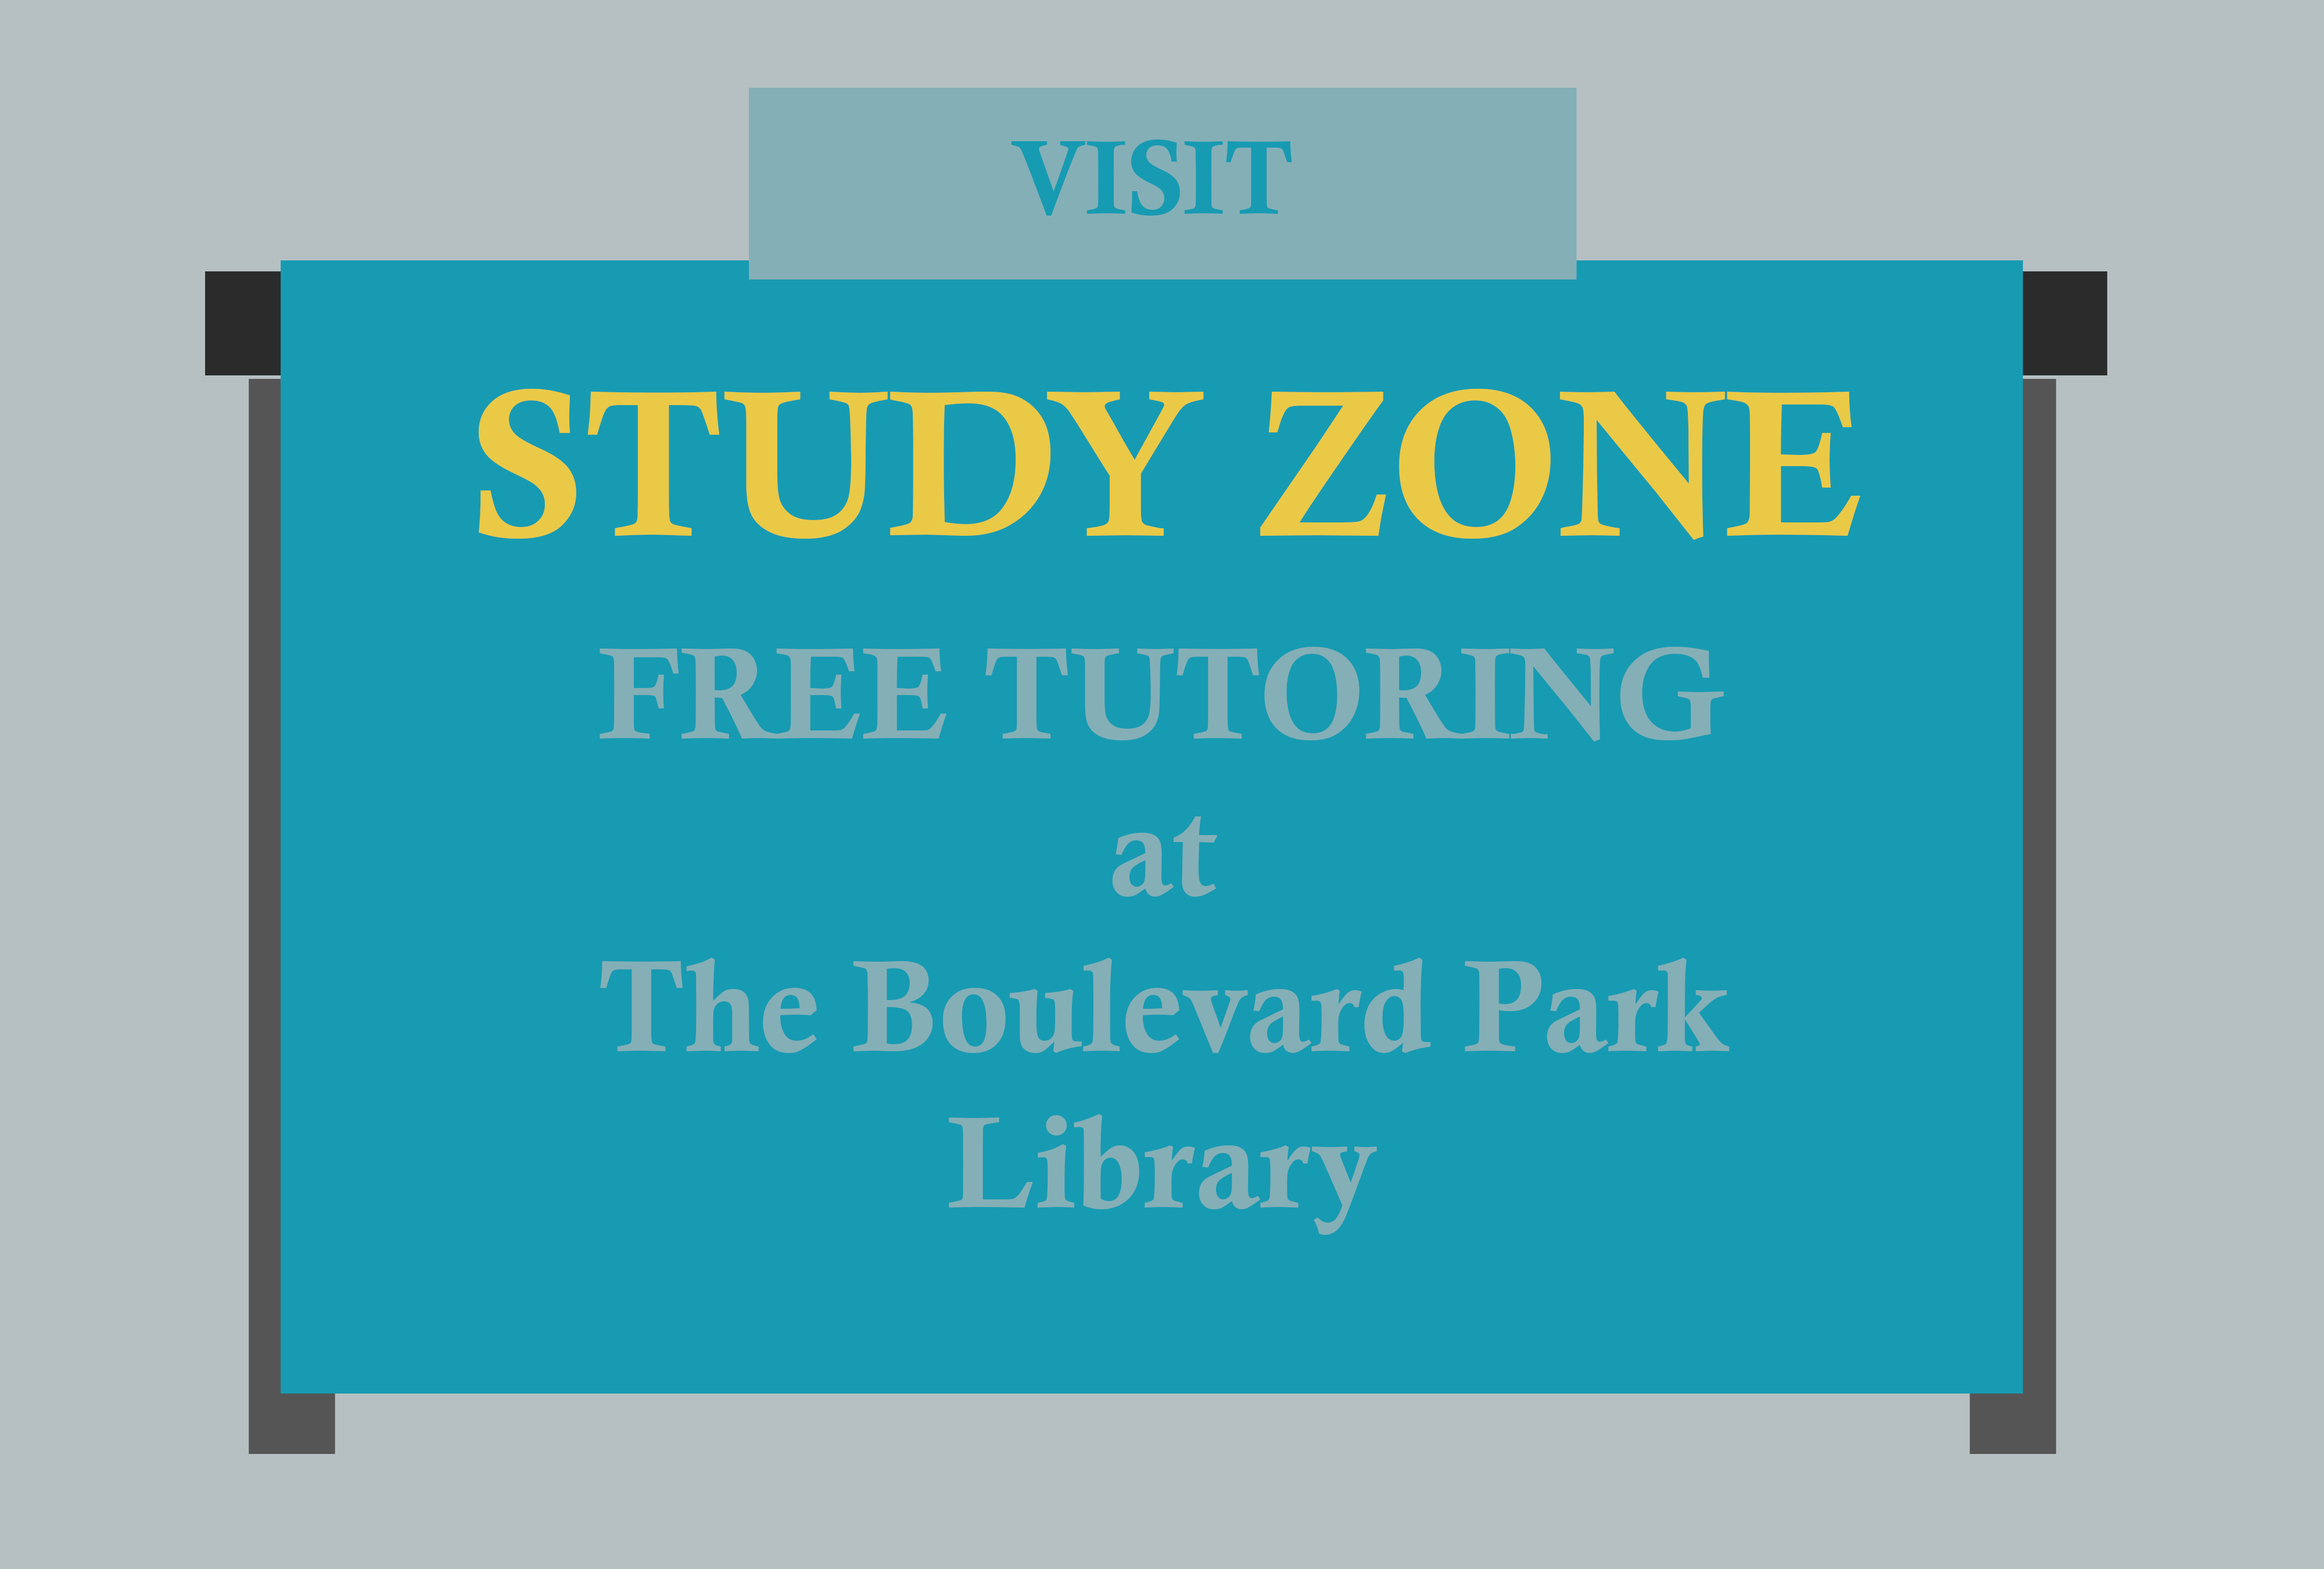 VISIT
STUDY ZONE
FREE TUTORING
at
The Boulevard Park
Library